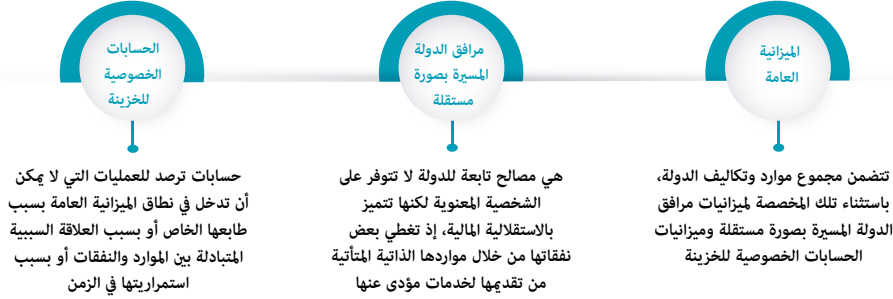 الميزانية
العامة
تتضمن مجموع موارد وتكاليف الدولة،
باستثناء تلك المخصصة لميزانيات مرافق
الدولة المسيرة بصورة مستقلة وميزانيات
الحسابات الخصوصية للخزينة
مرافق الدولة
المسيرة بصورة
مستقلة
هي مصالح تابعة للدولة لا تتوفر على
الشخصية المعنوية لكنها تتميز
بالاستقلالية المالية، إذ تغطي بعض
نفقاتها من خلال مواردها الذاتية المتأتية
من تقديمها لخدمات مؤدى عنها
الحسابات
الخصوصية
للخزينة
حسابات ترصد للعمليات التي لا يمكن
أن تدخل في نطاق الميزانية العامة بسبب
طابعها الخاص أو بسبب العلاقة السببية
المتبادلة بين الموارد والنفقات أو بسبب
استمراريتها في الزمن